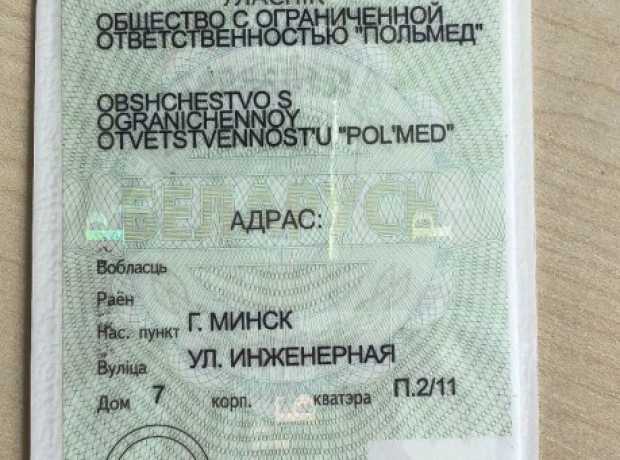 УЛАСНІК
ОБЩЕСТВО С ОГРАНИЧЕННОЙ
ОТВЕТСТВЕННОСТЬЮ "ПОЛЬМЕД"
OBSHCHESTVO S
OGRANICHENNOY
OTVETSTVENNOST'U "POL'MED"
БЕЛАРУСЬ
АДРАС:
Вобласць
Раён
Нас. пункт Г. МИНСК
Вуліца УЛ. ИНЖЕНЕРНАЯ
Дом 7 корп. кватэра П.2/11